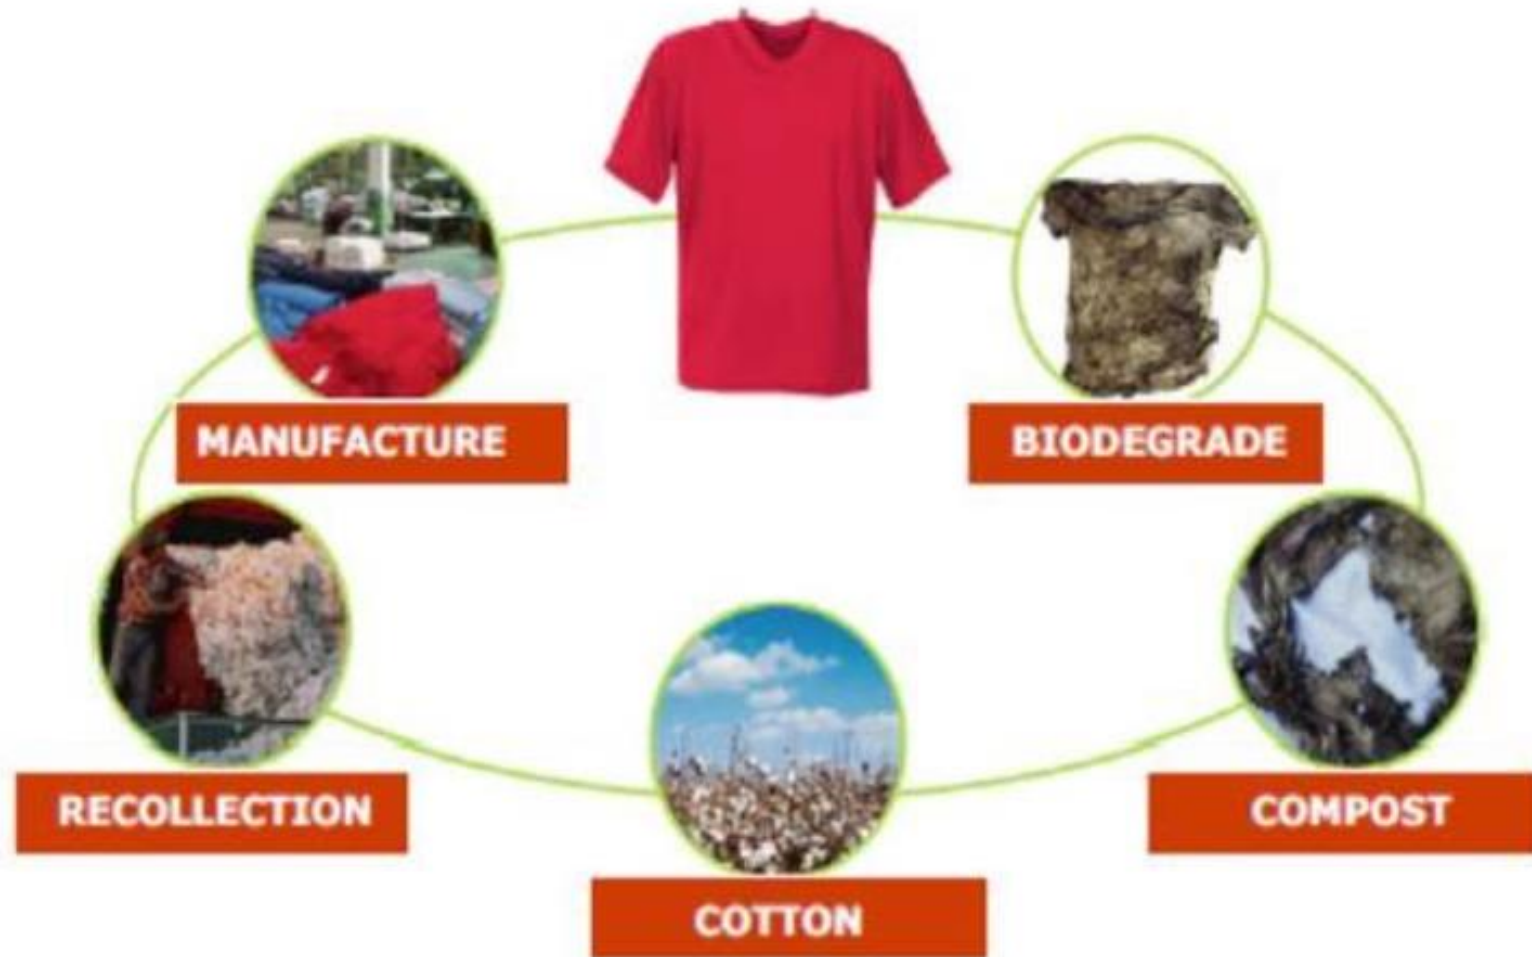 MANUFACTURE
BIODEGRADE
RECOLLECTION
COMPOST
COTTON